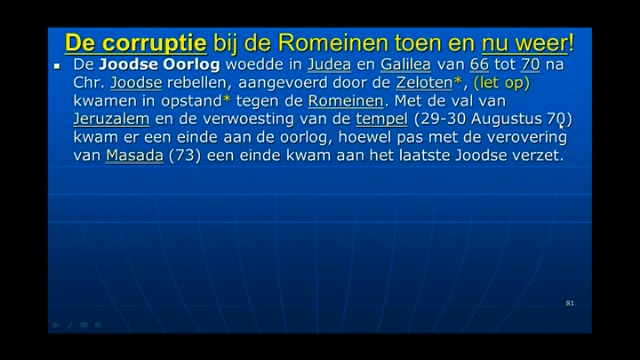 De corruptie bij de Romeinen toen en nu weer!
De Joodse Oorlog woedde in Judea en Galilea van 66 tot 70 na
Chr. Joodse rebellen, aangevoerd door de Zeloten*, (let op)
kwamen in opstand* tegen de Romeinen. Met de val van
Jeruzalem en de verwoesting van de tempel (29-30 Augustus 70)
kwam er een einde aan de oorlog, hoewel pas met de verovering
van Masada (73) een einde kwam aan het laatste Joodse verzet.
81